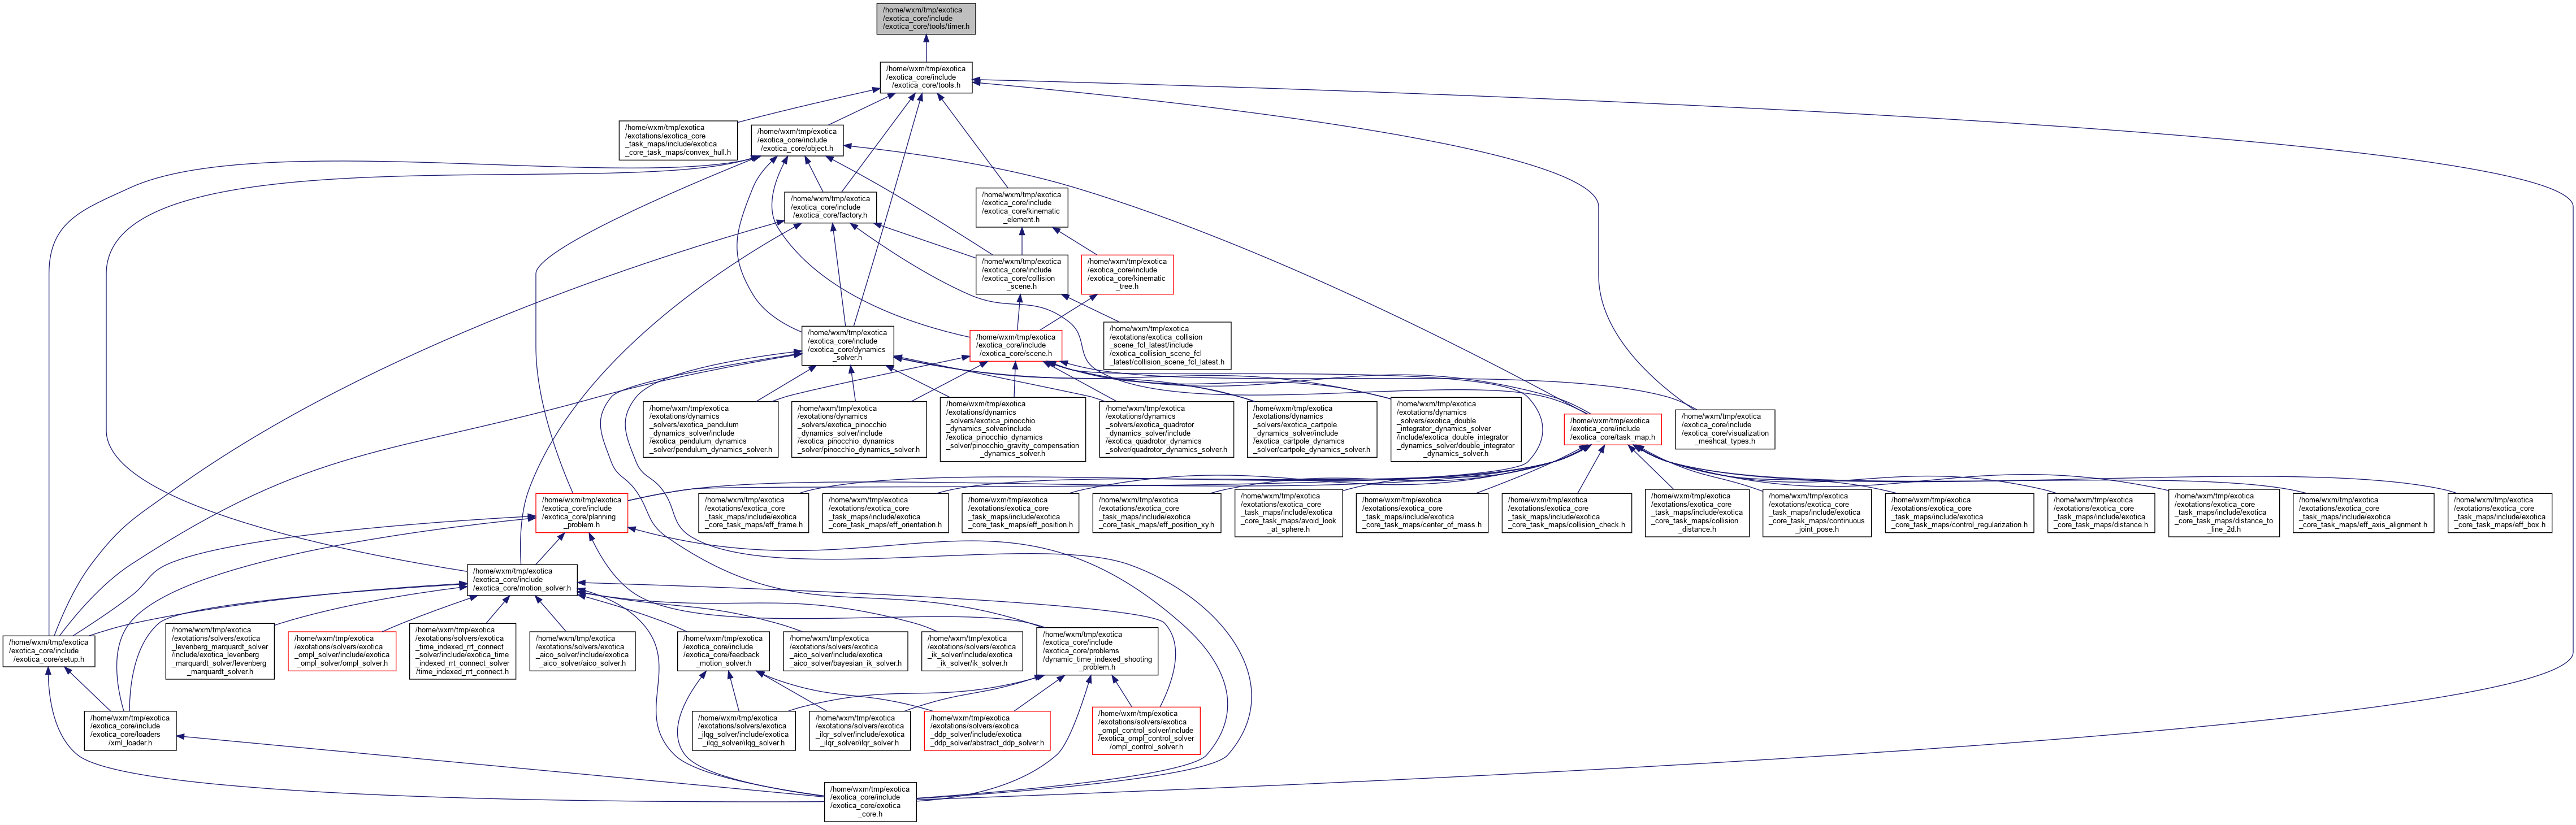 /home/wxm/tmp/exotica
/exotica_core/include
/exotica_core/tools/timer.h
/home/wxm/tmp/exotica
/exotica_core/include
/exotica_core/tools.h
/home/wxm/tmp/exotica
/exotations/exotica_core
_task_maps/include/exotica
_core_task_maps/convex_hull.h
/home/wxm/tmp/exotica
/exotica_core/include
/exotica_core/object.h
/home/wxm/tmp/exotica
/exotica_core/include
/exotica_core/factory.h
/home/wxm/tmp/exotica
/exotica_core/include
/exotica_core/kinematic
_element.h
/home/wxm/tmp/exotica
/exotica_core/include
/exotica_core/collision
_scene.h
/home/wxm/tmp/exotica
/exotica_core/include
/exotica_core/kinematic
_tree.h
/home/wxm/tmp/exotica
/exotica_core/include
/exotica_core/dynamics
_solver.h
/home/wxm/tmp/exotica
/exotica_core/include
/exotica_core/scene.h
/home/wxm/tmp/exotica
/exotations/exotica_collision
_scene_fcl_latest/include
/exotica_collision_scene_fcl
_latest/collision_scene_fcl_latest.h
/home/wxm/tmp/exotica
/exotations/dynamics
_solvers/exotica_pendulum
_dynamics_solver/include
/exotica_pendulum_dynamics
_solver/pendulum_dynamics_solver.h
/home/wxm/tmp/exotica
/exotations/dynamics
_solvers/exotica_pinocchio
_dynamics_solver/include
/exotica_pinocchio_dynamics
_solver/pinocchio_dynamics_solver.h
/home/wxm/tmp/exotica
/exotations/dynamics
_solvers/exotica_pinocchio
_dynamics_solver/include
/exotica_pinocchio_dynamics
_solver/pinocchio_gravity_compensation
_dynamics_solver.h
/home/wxm/tmp/exotica
/exotations/dynamics
_solvers/exotica_quadrotor
_dynamics_solver/include
/exotica_quadrotor_dynamics
_solver/quadrotor_dynamics_solver.h
/home/wxm/tmp/exotica
/exotations/dynamics
_solvers/exotica_cartpole
_dynamics_solver/include
/exotica_cartpole_dynamics
_solver/cartpole_dynamics_solver.h
/home/wxm/tmp/exotica
/exotations/dynamics
_solvers/exotica_double
_integrator_dynamics_solver
/include/exotica_double_integrator
_dynamics_solver/double_integrator
_dynamics_solver.h
/home/wxm/tmp/exotica
/exotica_core/include
/exotica_core/task_map.h
/home/wxm/tmp/exotica
/exotica_core/include
/exotica_core/visualization
_meshcat_types.h
/home/wxm/tmp/exotica
/exotica_core/include
/exotica_core/planning
_problem.h
/home/wxm/tmp/exotica
/exotations/exotica_core
_task_maps/include/exotica
_core_task_maps/eff_frame.h
/home/wxm/tmp/exotica
/exotations/exotica_core
_task_maps/include/exotica
_core_task_maps/eff_orientation.h
/home/wxm/tmp/exotica
/exotations/exotica_core
_task_maps/include/exotica
_core_task_maps/eff_position.h
/home/wxm/tmp/exotica
/exotations/exotica_core
_task_maps/include/exotica
_core_task_maps/eff_position_xy.h
/home/wxm/tmp/exotica
/exotations/exotica_core
_task_maps/include/exotica
_core_task_maps/avoid_look
_at_sphere.h
/home/wxm/tmp/exotica
/exotations/exotica_core
_task_maps/include/exotica
_core_task_maps/center_of_mass.h
/home/wxm/tmp/exotica
/exotations/exotica_core
_task_maps/include/exotica
_core_task_maps/collision_check.h
/home/wxm/tmp/exotica
/exotations/exotica_core
_task_maps/include/exotica
_core_task_maps/collision
_distance.h
/home/wxm/tmp/exotica
/exotations/exotica_core
_task_maps/include/exotica
_core_task_maps/continuous
_joint_pose.h
/home/wxm/tmp/exotica
/exotations/exotica_core
_task_maps/include/exotica
_core_task_maps/control_regularization.h
/home/wxm/tmp/exotica
/exotations/exotica_core
_task_maps/include/exotica
_core_task_maps/distance.h
/home/wxm/tmp/exotica
/exotations/exotica_core
_task_maps/include/exotica
_core_task_maps/distance_to
_line_2d.h
/home/wxm/tmp/exotica
/exotations/exotica_core
_task_maps/include/exotica
_core_task_maps/eff_axis_alignment.h
/home/wxm/tmp/exotica
/exotations/exotica_core
_task_maps/include/exotica
_core_task_maps/eff_box.h
/home/wxm/tmp/exotica
/exotica_core/include
/exotica_core/motion_solver.h
/home/wxm/tmp/exotica
/exotica_core/include
/exotica_core/setup.h
/home/wxm/tmp/exotica
/exotations/solvers/exotica
_levenberg_marquardt_solver
/include/exotica_levenberg
_marquardt_solver/levenberg
_marquardt_solver.h
/home/wxm/tmp/exotica
/exotations/solvers/exotica
_ompl_solver/include/exotica
_ompl_solver/ompl_solver.h
/home/wxm/tmp/exotica
/exotations/solvers/exotica
_time_indexed_rrt_connect
_solver/include/exotica_time
_indexed_rrt_connect_solver
/time_indexed_rrt_connect.h
/home/wxm/tmp/exotica
/exotations/solvers/exotica
_aico_solver/include/exotica
_aico_solver/aico_solver.h
/home/wxm/tmp/exotica
/exotica_core/include
/exotica_core/feedback
_motion_solver.h
/home/wxm/tmp/exotica
/exotations/solvers/exotica
_aico_solver/include/exotica
_aico_solver/bayesian_ik_solver.h
/home/wxm/tmp/exotica
/exotations/solvers/exotica
_ik_solver/include/exotica
_ik_solver/ik_solver.h
/home/wxm/tmp/exotica
/exotica_core/include
/exotica_core/problems
/dynamic_time_indexed_shooting
_problem.h
/home/wxm/tmp/exotica
/exotica_core/include
/exotica_core/loaders
/xml_loader.h
/home/wxm/tmp/exotica
/exotations/solvers/exotica
_ilqg_solver/include/exotica
_ilqg_solver/ilqg_solver.h
/home/wxm/tmp/exotica
/exotations/solvers/exotica
_ilqr_solver/include/exotica
_ilqr_solver/ilqr_solver.h
/home/wxm/tmp/exotica
/exotations/solvers/exotica
_ddp_solver/include/exotica
_ddp_solver/abstract_ddp_solver.h
/home/wxm/tmp/exotica
/exotations/solvers/exotica
_ompl_control_solver/include
/exotica_ompl_control_solver
/ompl_control_solver.h
/home/wxm/tmp/exotica
/exotica_core/include
/exotica_core/exotica
_core.h